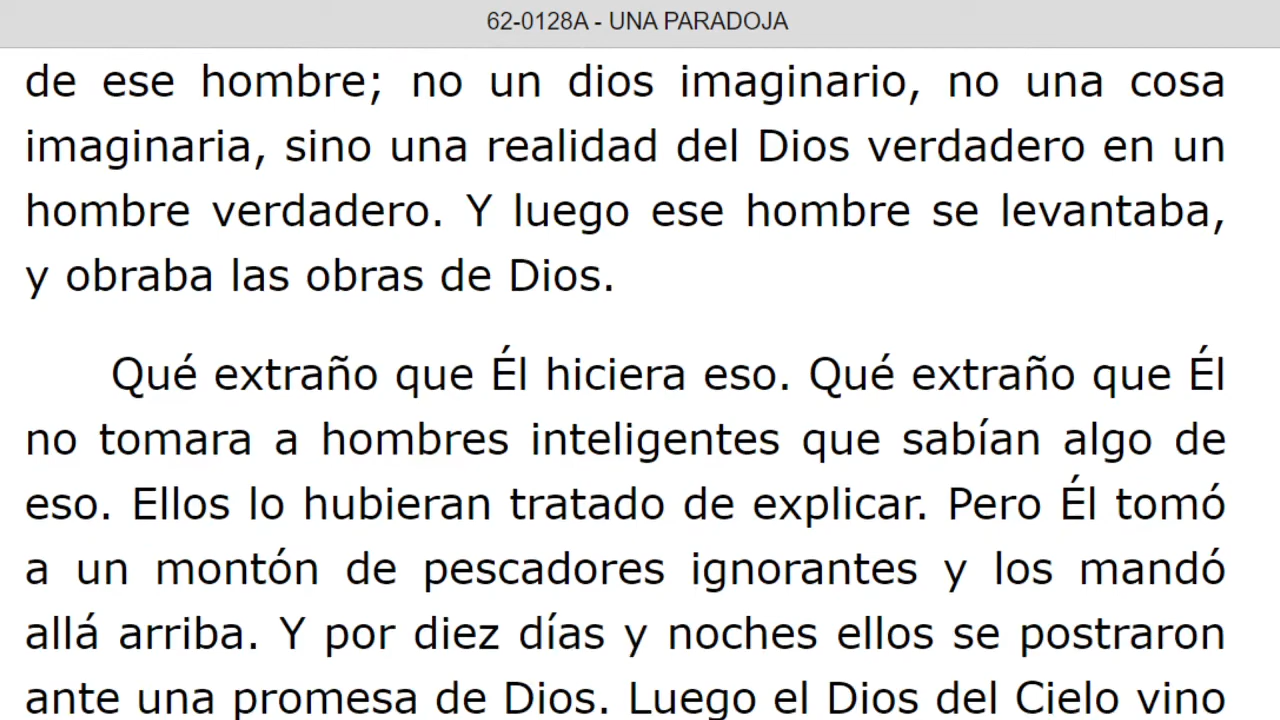 62-0128A - UNA PARADOJA
de ese hombre; no un dios imaginario, no una cosa
imaginaria, sino una realidad del Dios verdadero en un
hombre verdadero. Y luego ese hombre se levantaba,
y obraba las obras de Dios.
Qué extraño que Él hiciera eso. Qué extraño que Él
no tomara a hombres inteligentes que sabían algo de
eso. Ellos lo hubieran tratado de explicar. Pero Él tomó
a un montón de pescadores ignorantes y los mandó
allá arriba. Y por diez días y noches ellos se postraron
ante una promesa de Dios. Luego el Dios del Cielo vino